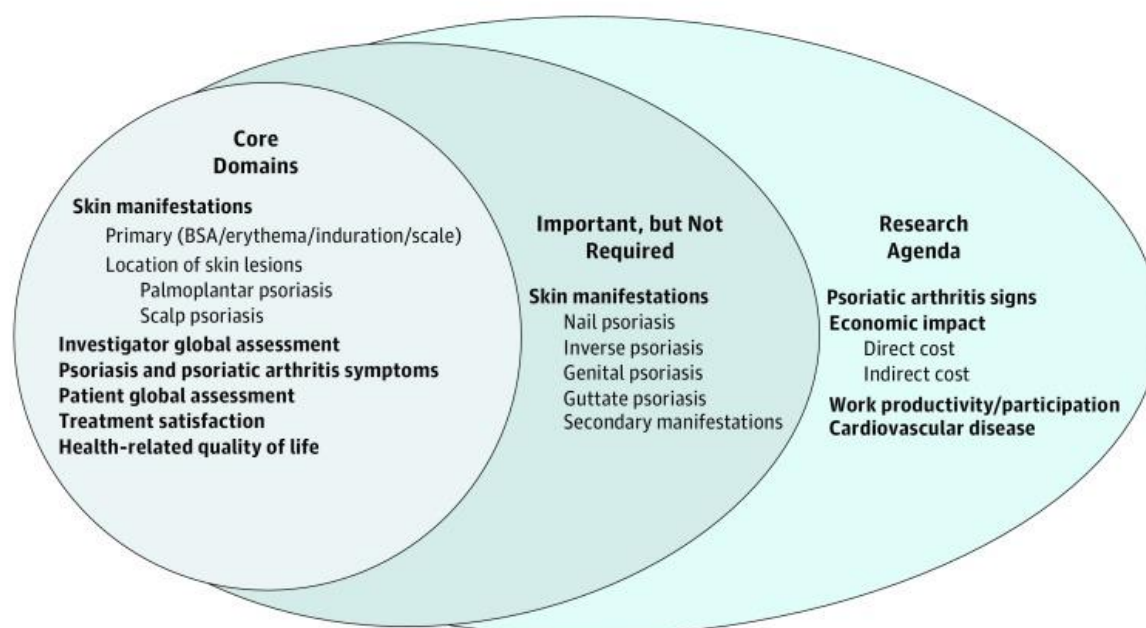 Core
Domains
Skin manifestations
Primary (BSA/erythema/induration/scale)
Location of skin lesions
Palmoplantar psoriasis
Scalp psoriasis
Investigator global assessment
Psoriasis and psoriatic arthritis symptoms
Patient global assessment
Treatment satisfaction
Health-related quality of life
Important, but Not
Required
Skin manifestations
Nail psoriasis
Inverse psoriasis
Genital psoriasis
Guttate psoriasis
Secondary manifestations
Research
Agenda
Psoriatic arthritis signs
Economic impact
Direct cost
Indirect cost
Work productivity/participation
Cardiovascular disease